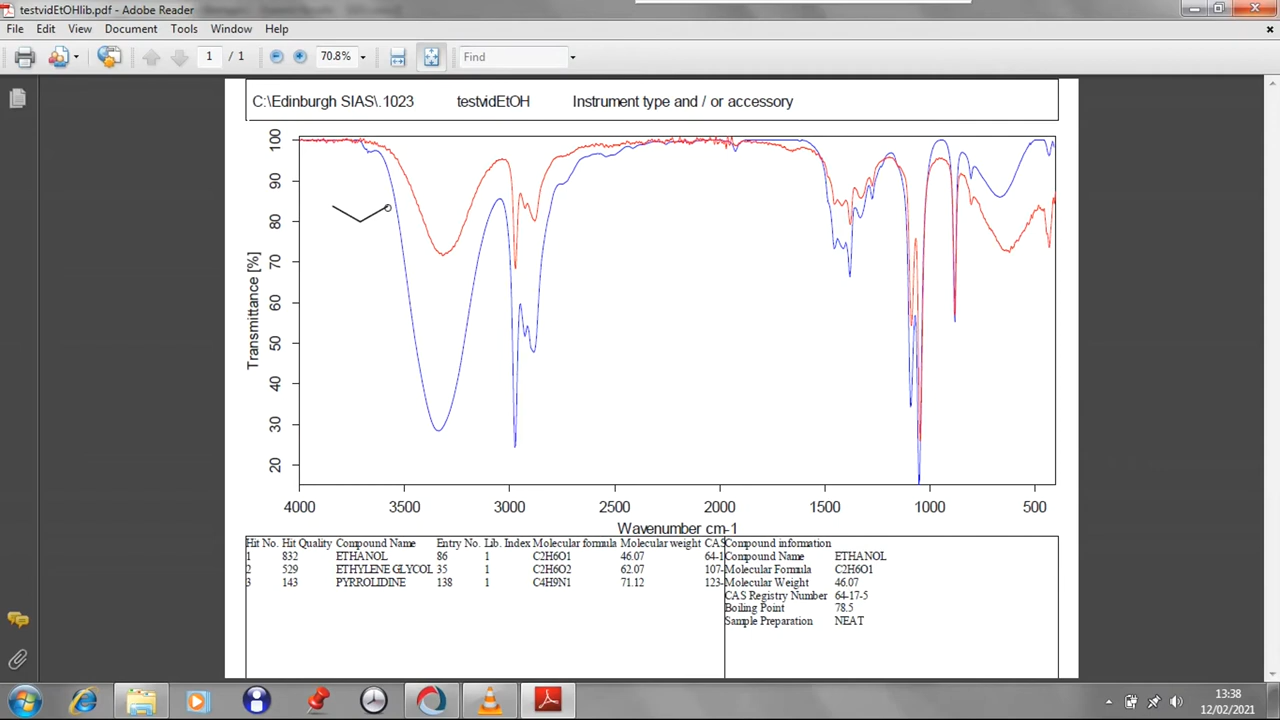 testvidEtOHlib.pdf - Adobe Reader
File Edit View Document Tools Window Help
1 / 1 70.8% Find
C:\Edinburgh SIAS\.1023 testvidEtOH Instrument type and / or accessory
100
90
80
70
60
50
40
30
20
Transmittance [%]
4000 3500 3000 2500 2000 1500 1000 500
Wavenumber cm-1
Hit No. Hit Quality Compound Name Entry No. Lib. Index Molecular formula Molecular weight CAS
1 832 ETHANOL 86 1 C2H6O1 46.07 64-1
2 529 ETHYLENE GLYCOL 35 1 C2H6O2 62.07 107-
3 143 PYRROLIDINE 138 1 C4H9N1 71.12 123-
Compound information
Compound Name ETHANOL
Molecular Formula C2H6O1
Molecular Weight 46.07
CAS Registry Number 64-17-5
Boiling Point 78.5
Sample Preparation NEAT
13:38
12/02/2021